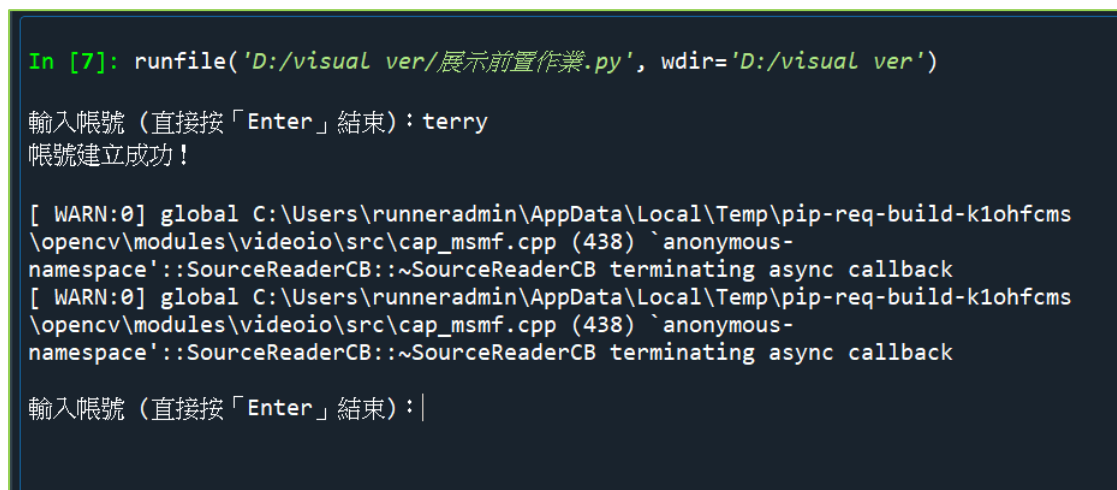 In [7]: runfile('D:/visual ver/展示前置作業.py', wdir='D:/visual ver')
輸入帳號 (直接按「Enter」結束)：terry
帳號建立成功！
[ WARN:0] global C:\Users\runneradmin\AppData\Local\Temp\pip-req-build-k1ohfcms
\opencv\modules\videoio\src\cap_msmf.cpp (438) `anonymous-
namespace'::SourceReaderCB::~SourceReaderCB terminating async callback
[ WARN:0] global C:\Users\runneradmin\AppData\Local\Temp\pip-req-build-k1ohfcms
\opencv\modules\videoio\src\cap_msmf.cpp (438) `anonymous-
namespace'::SourceReaderCB::~SourceReaderCB terminating async callback
輸入帳號 (直接按「Enter」結束)：